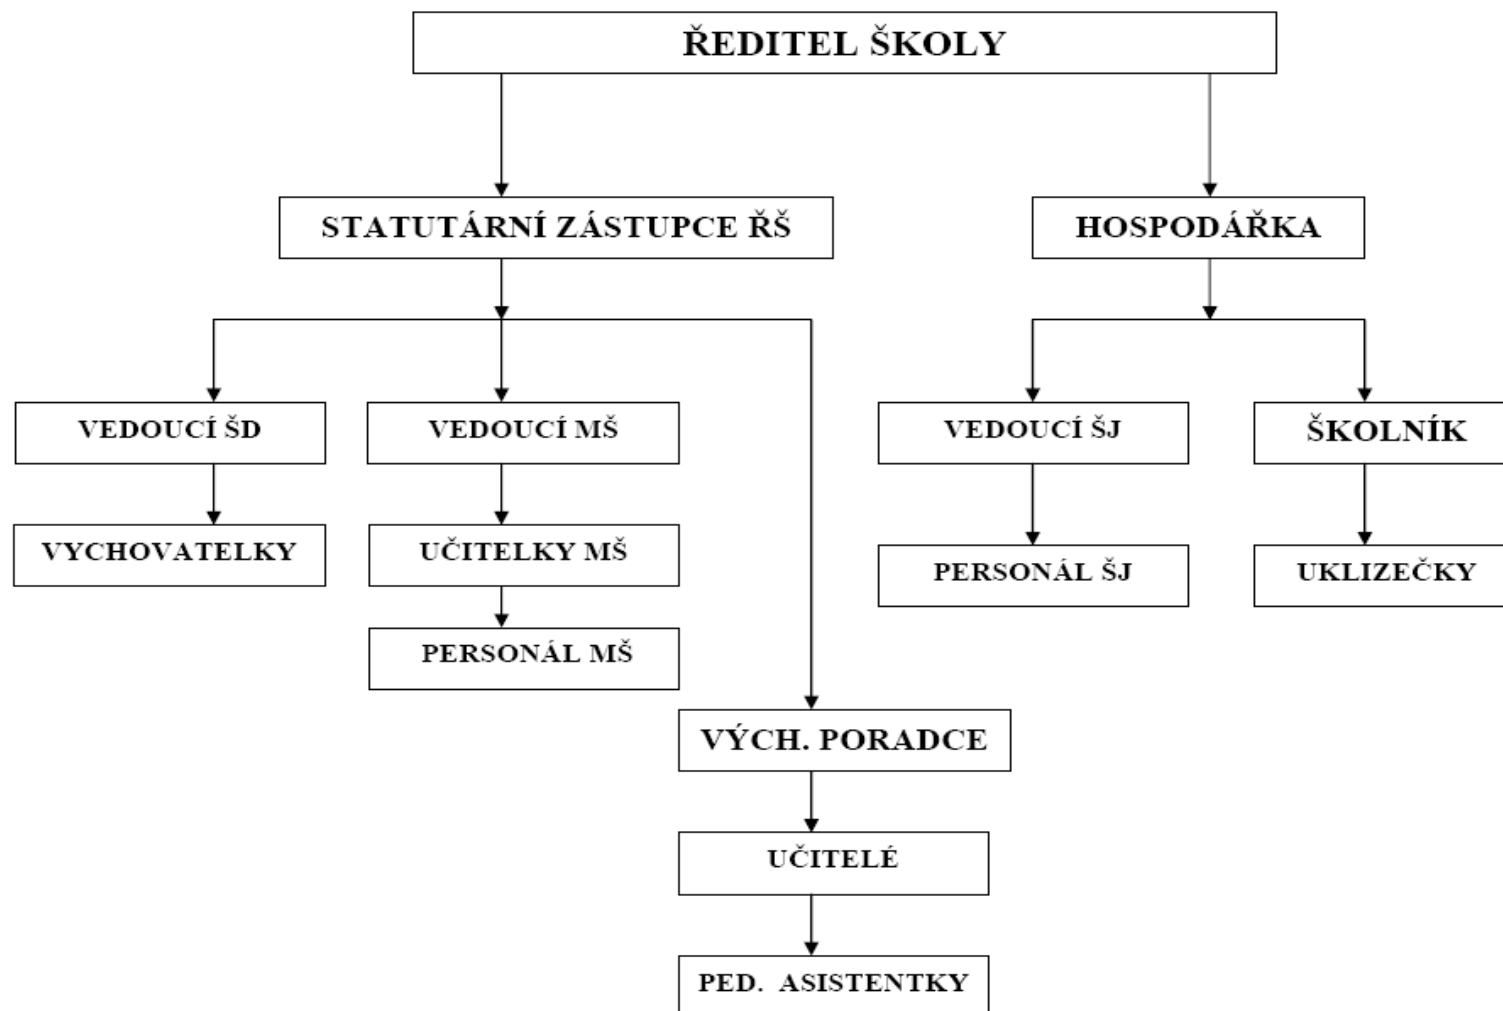 ŘEDITEL ŠKOLY
STATUTÁRNÍ ZÁSTUPCE ŘŠ
HOSPODÁŘKA
VEDOUCÍ ŠD
VEDOUCÍ MŠ
VEDOUCÍ ŠJ
ŠKOLNÍK
VYCHOVATELKY
UČITELKY MŠ
PERSONÁL ŠJ
UKLIZEČKY
PERSONÁL MŠ
VÝCH. PORADCE
UČITELÉ
PED. ASISTENTKY